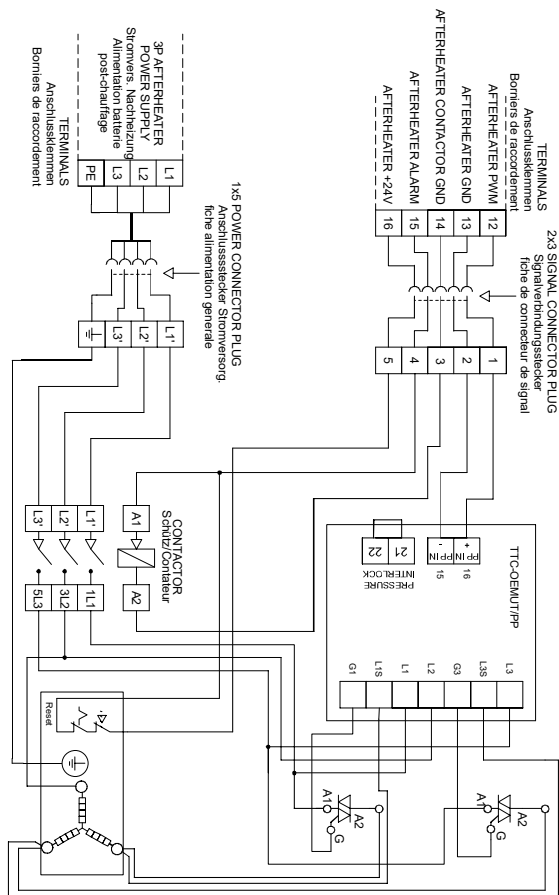 TERMINALS
Anschlussklemmen
Borniers de raccordement
AFTERHEATER PWM
AFTERHEATER GND
AFTERHEATER CONTACTOR GND
AFTERHEATER ALARM
AFTERHEATER +24V
12
13
14
15
16
2x3 SIGNAL CONNECTOR PLUG
Signalverbindungsstecker
fiche de connecteur de signal
1
2
3
4
5
TTC-OEMUT/PP
+ PP IN 16
- PP IN 15
21
22
PRESSURE
INTERLOCK
L3
L3S
G3
L2
L1
L1S
G1
A1
A2
G
A1
A2
G
3P AFTERHEATER
POWER SUPPLY
Stromvers. Nachheizung
Alimentation batterie
post-chauffage
L1
L2
L3
PE
TERMINALS
Anschlussklemmen
Borniers de raccordement
1x5 POWER CONNECTOR PLUG
Anschlussstecker Stromversorg.
fiche alimentation generale
L1'
L2'
L3'
CONTACTOR
Schütz/Contateur
A1
A2
L1'
L2'
L3'
1L1
3L2
5L3
Reset